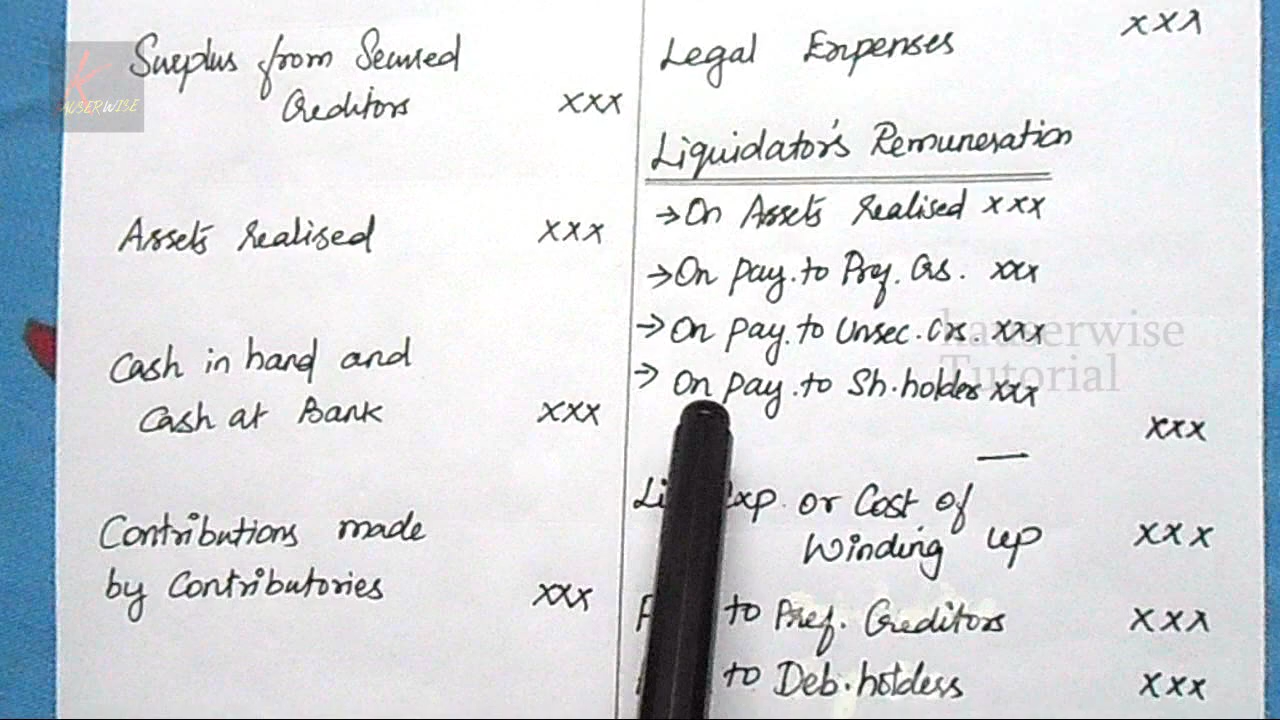 Surplus from Secured
Creditors xxx
Assets realised xxx
Cash in hand and
Cash at Bank xxx
Contributions made
by Contributories xxx
Legal Expenses xxx
Liquidator's Remuneration
→ On Assets realised xxx
→ On pay. to Pref. Crs. xxx
→ On pay. to Unsec. Crs. xxx
→ On pay. to Sh. holder xxx
xxx
Exp. or Cost of
Winding up xxx
to Pref. Creditors xxx
to Deb. holders xxx
KAUSERWISE
kauserwise
Tutorial